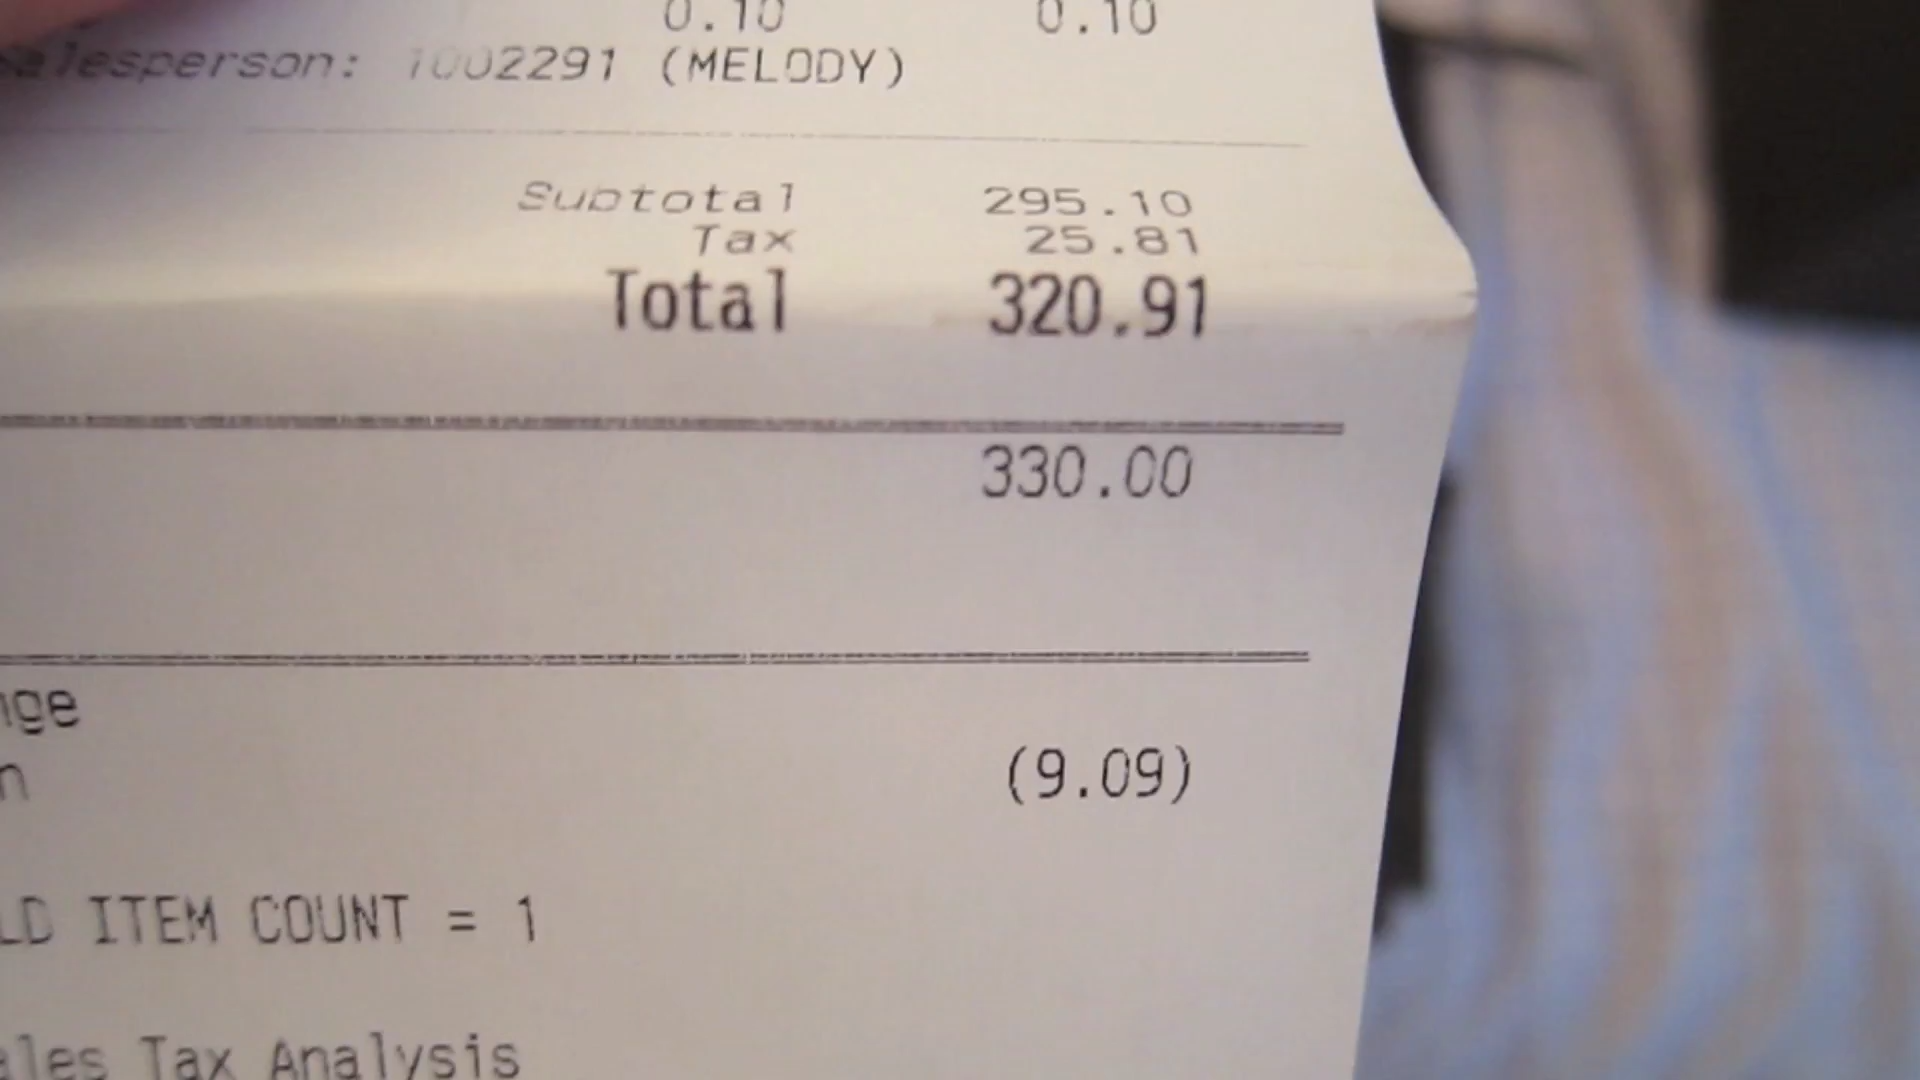 0.10 0.10
alesperson: 1002291 (MELODY)
Subtotal 295.10
Tax 25.81
Total 320.91
330.00
nge
n
(9.09)
LD ITEM COUNT = 1
ales Tax Analysis